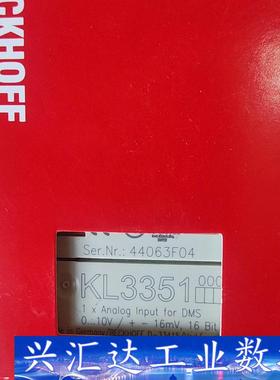 CKHOFF
Ser.Nr.: 44063F04
KL3351
000
1 x Analog Input for DMS
0...10V / + - 16mV, 16 Bit
兴汇达工业数